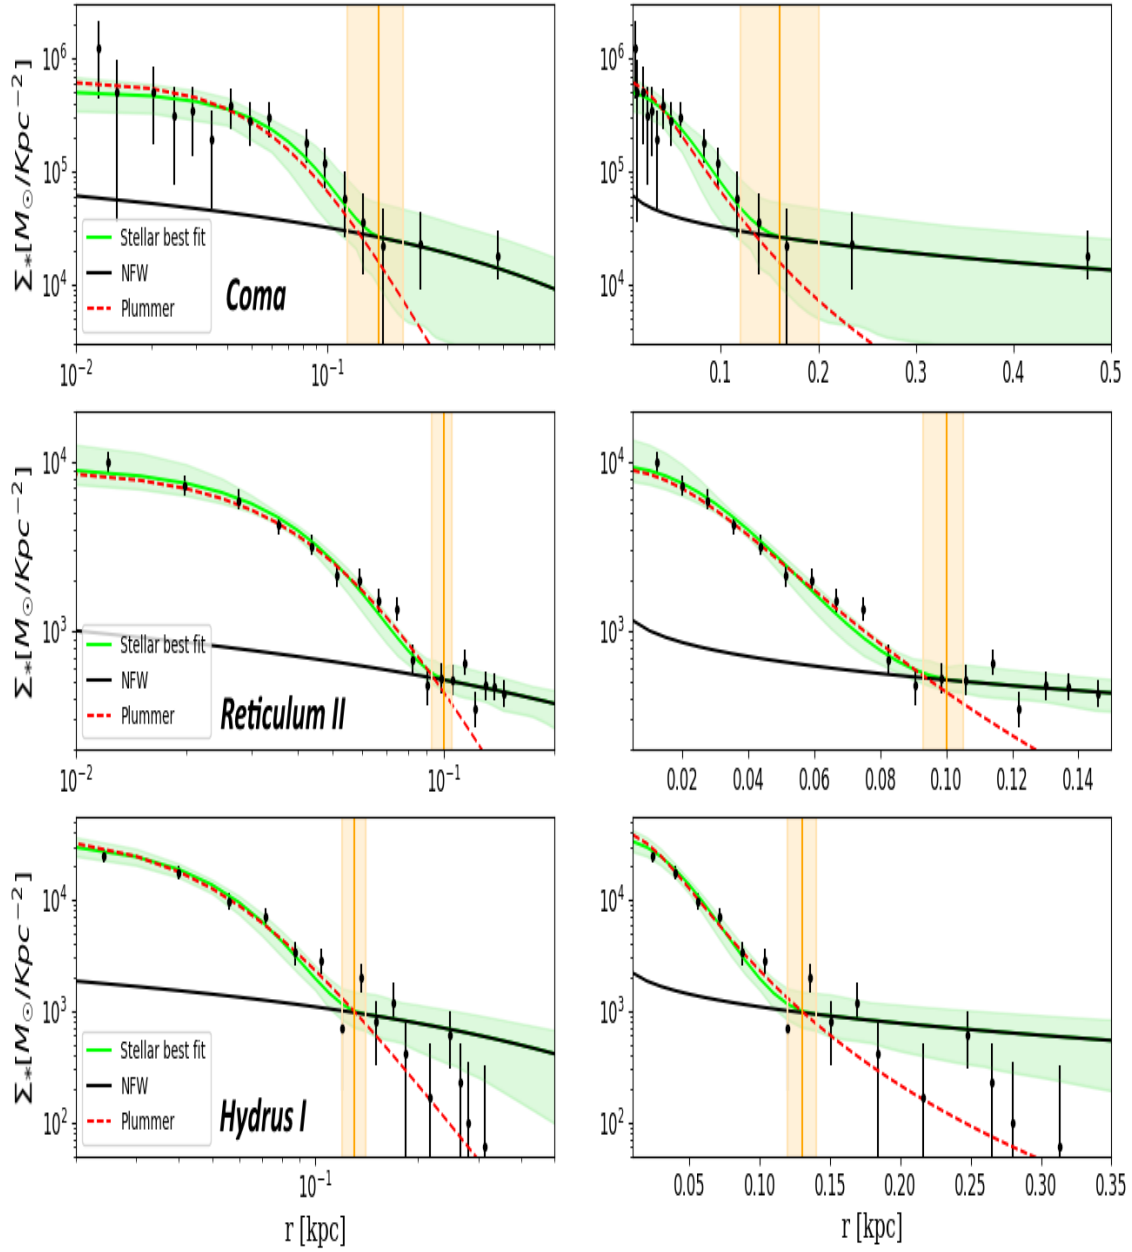 Σ∗[M⊙/Kpc−2]
10^6
10^5
10^4
Stellar best fit
NFW
Plummer
Coma
10^−2
10^−1
10^6
10^5
10^4
0.1
0.2
0.3
0.4
0.5
Σ∗[M⊙/Kpc−2]
10^4
10^3
Stellar best fit
NFW
Plummer
Reticulum II
10^−2
10^−1
10^4
10^3
0.02
0.04
0.06
0.08
0.10
0.12
0.14
Σ∗[M⊙/Kpc−2]
10^4
10^3
10^2
Stellar best fit
NFW
Plummer
Hydrus I
10^−1
r [kpc]
10^4
10^3
10^2
0.05
0.10
0.15
0.20
0.25
0.30
0.35
r [kpc]